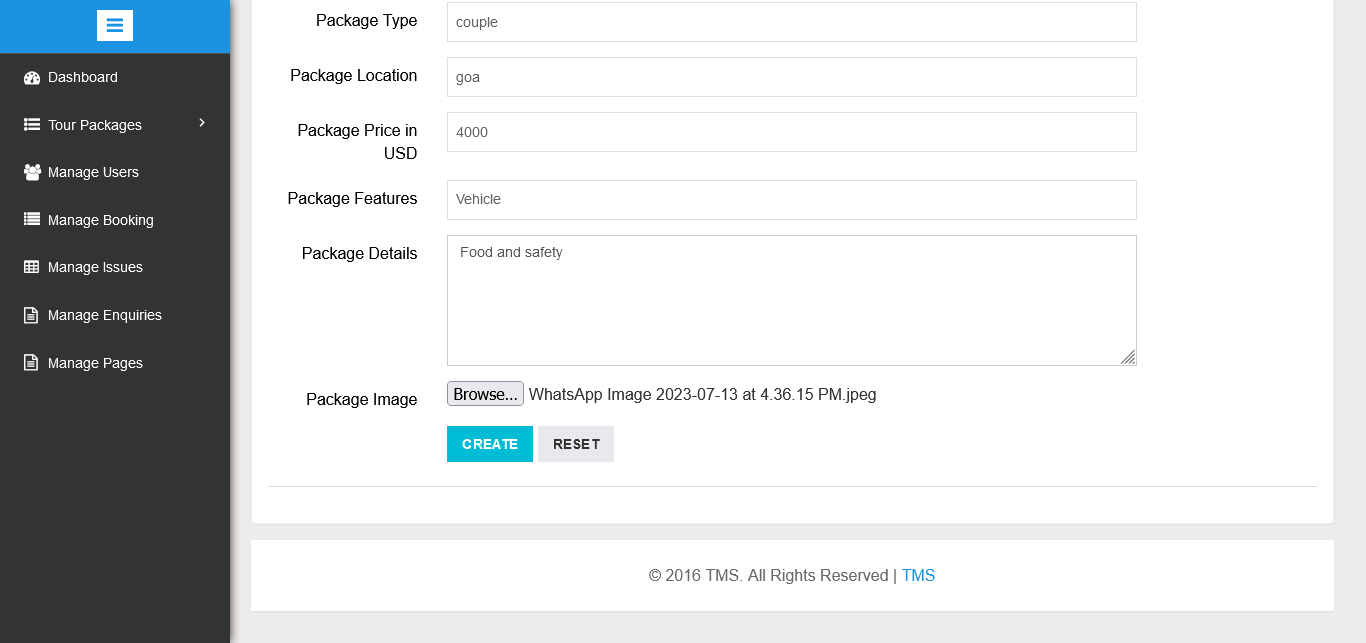 Dashboard
Tour Packages
Manage Users
Manage Booking
Manage Issues
Manage Enquiries
Manage Pages
Package Type
couple
Package Location
goa
Package Price in
USD
4000
Package Features
Vehicle
Package Details
Food and safety
Package Image
Browse... WhatsApp Image 2023-07-13 at 4.36.15 PM.jpeg
CREATE RESET
© 2016 TMS. All Rights Reserved | TMS